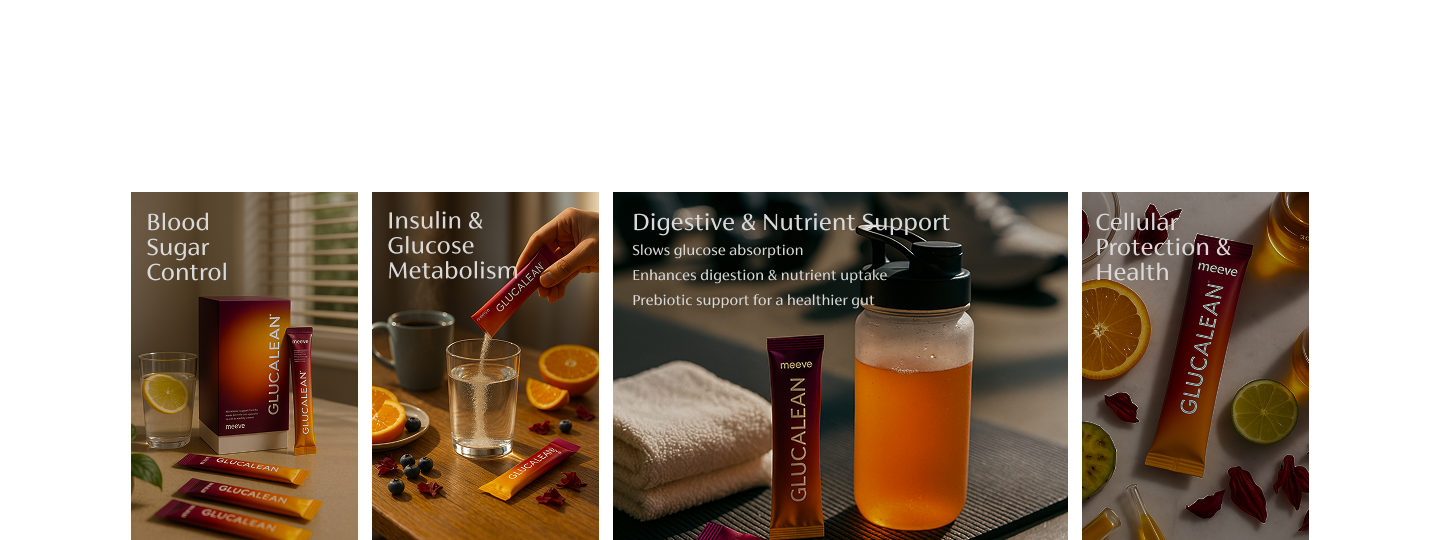 Blood
Sugar
Control
GLUCALEAN
meeve
meeve
GLUCALEAN
GLUCALEAN
GLUCALEAN
GLUCALEAN
Insulin &
Glucose
Metabolism
GLUCALEAN
GLUCALEAN
Digestive & Nutrient Support
Slows glucose absorption
Enhances digestion & nutrient uptake
Prebiotic support for a healthier gut
meeve
GLUCALEAN
Cellular
Protection &
Health
meeve
GLUCALEAN